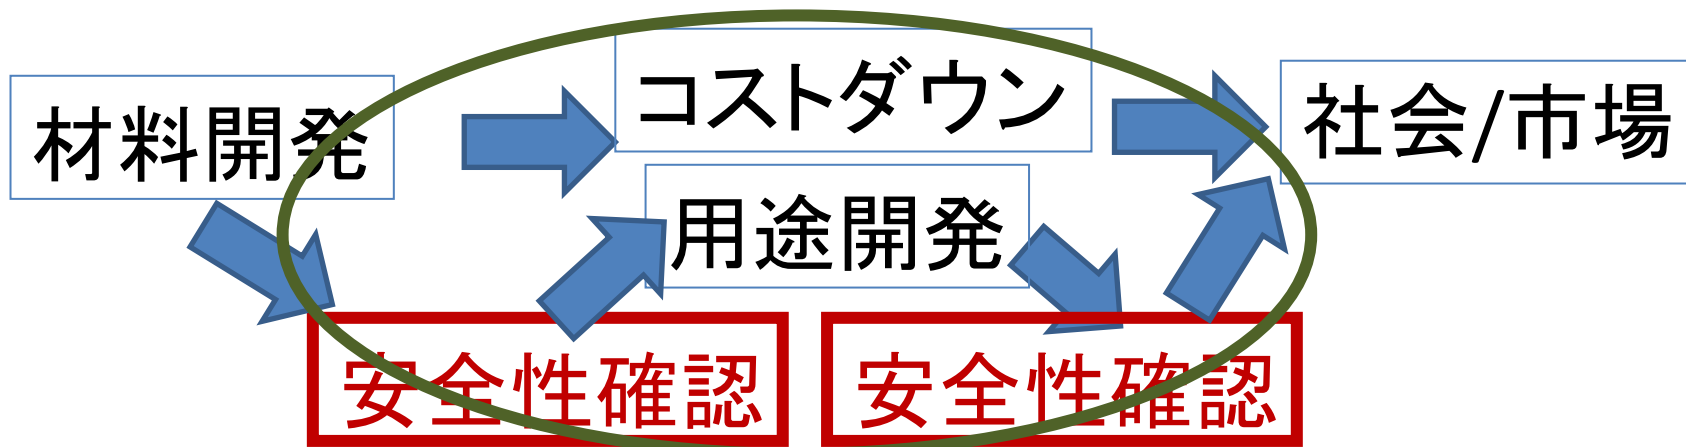 材料開発
コストダウン
用途開発
社会/市場
安全性確認
安全性確認